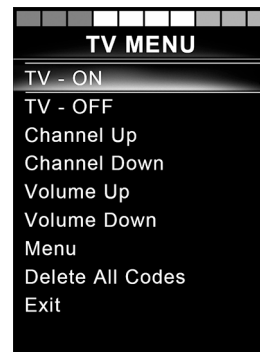 TV MENU
TV - ON
TV - OFF
Channel Up
Channel Down
Volume Up
Volume Down
Menu
Delete All Codes
Exit